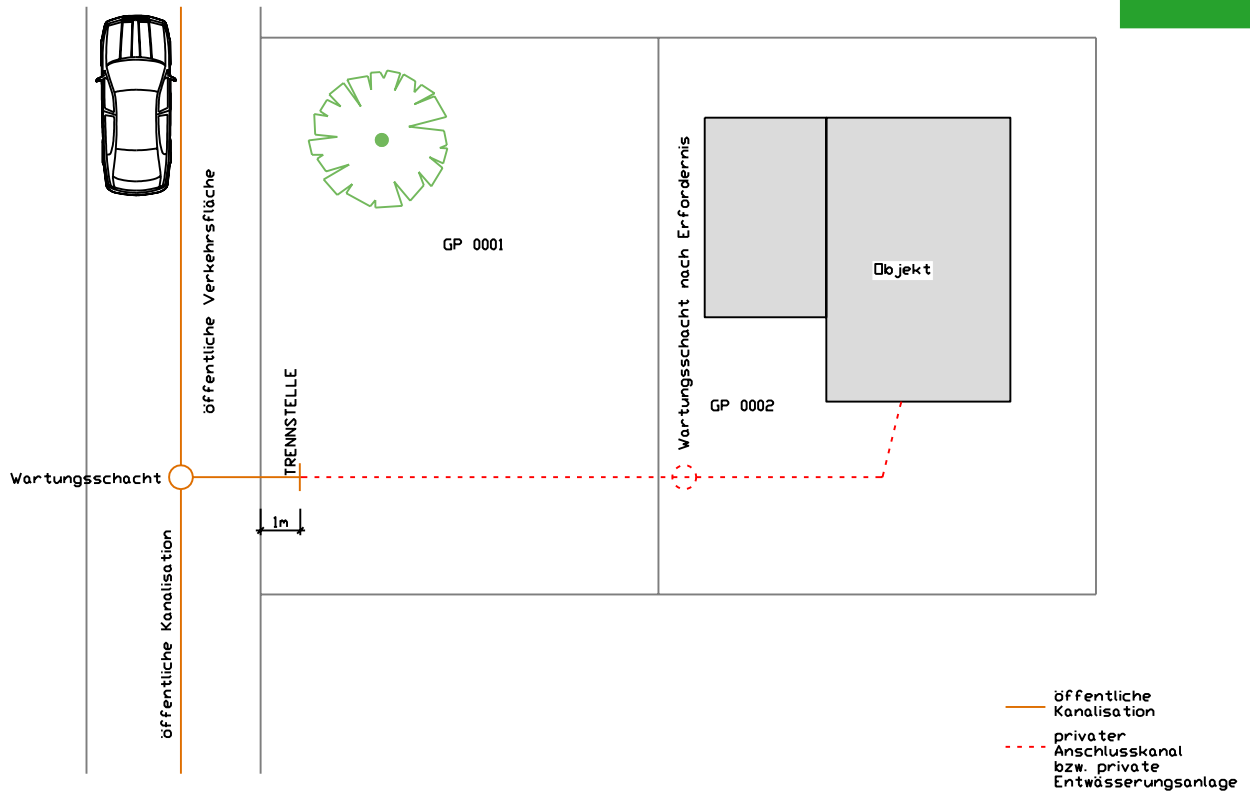 öffentliche Verkehrsfläche
GP 0001
Wartungsschacht nach Erfordernis
Objekt
TRENNSTELLE
GP 0002
Wartungsschacht
1m
öffentliche Kanalisation
öffentliche
Kanalisation
privater
Anschlusskanal
bzw. private
Entwässerungsanlage